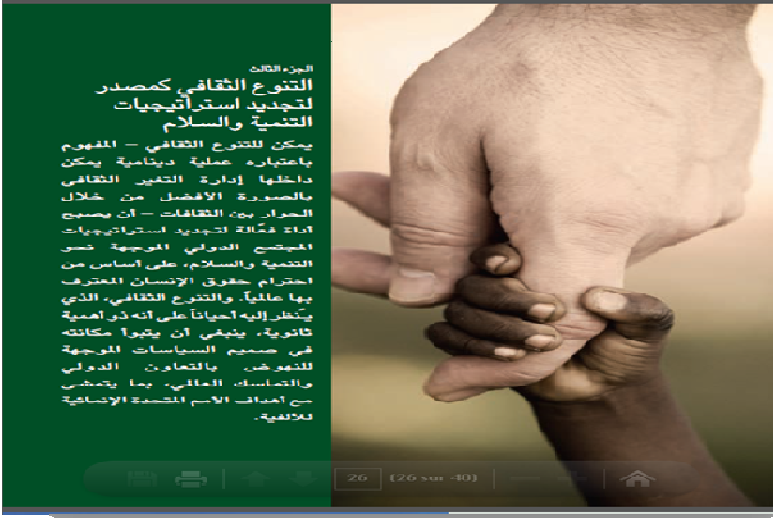 الجزء الثالث
التنوع الثقافي كمصدر
لتجديد استراتيجيات
التنمية والسلام
يمكن للتنوع الثقافي – المفهوم
باعتباره عملية دينامية يمكن
داخلها إدارة التغير الثقافي
بالصورة الأفضل من خلال
الحوار بين الثقافات – أن يصبح
أداة فعّالة لتجديد استراتيجيات
المجتمع الدولي الموجهة نحو
التنمية والسلام، على أساس من
احترام حقوق الإنسان المعترف
بها عالمياً. والتنوع الثقافي، الذي
يُنظر إليه أحياناً على أنه ذو أهمية
ثانوية، ينبغي أن يتبوأ مكانته
في صميم السياسات الموجهة
للنهوض بالتعاون الدولي
والتماسك العالمي، بما يتمشى
مع أهداف الأمم المتحدة الإنمائية
للألفية.
26 (26 sur 40)